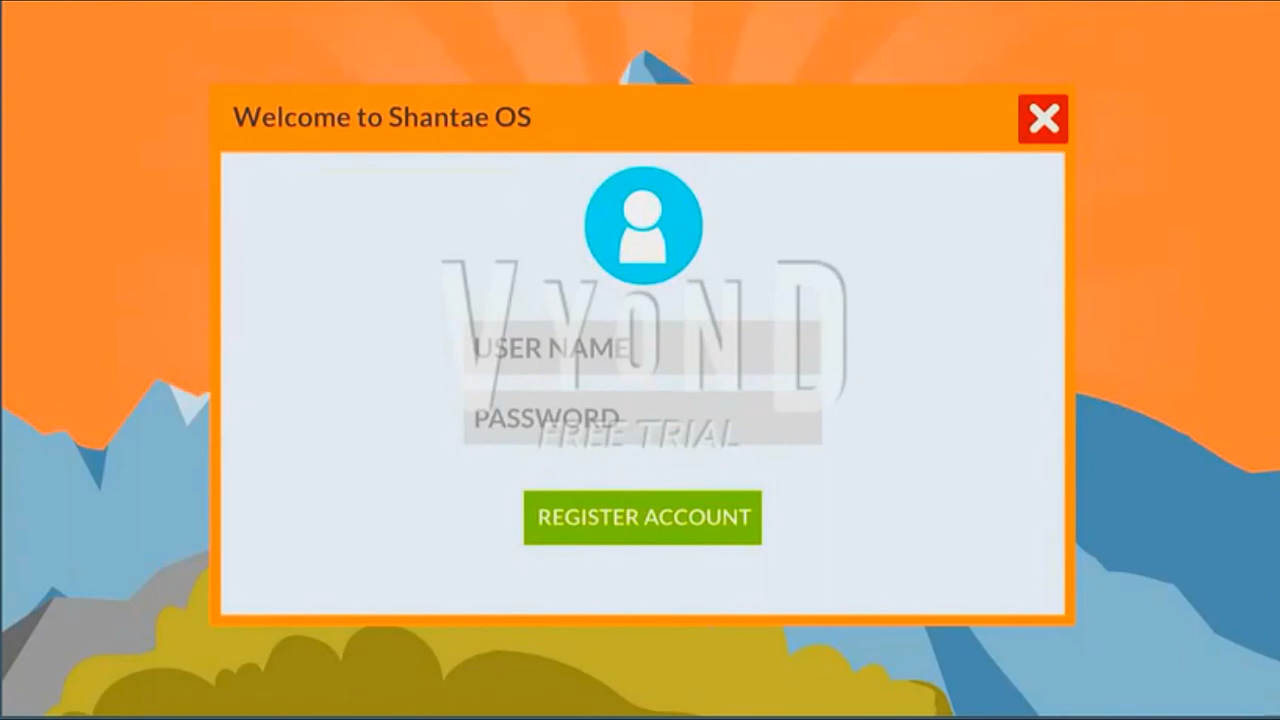 Welcome to Shantae OS
VYOND
USER NAME
PASSWORD
FREE TRIAL
REGISTER ACCOUNT